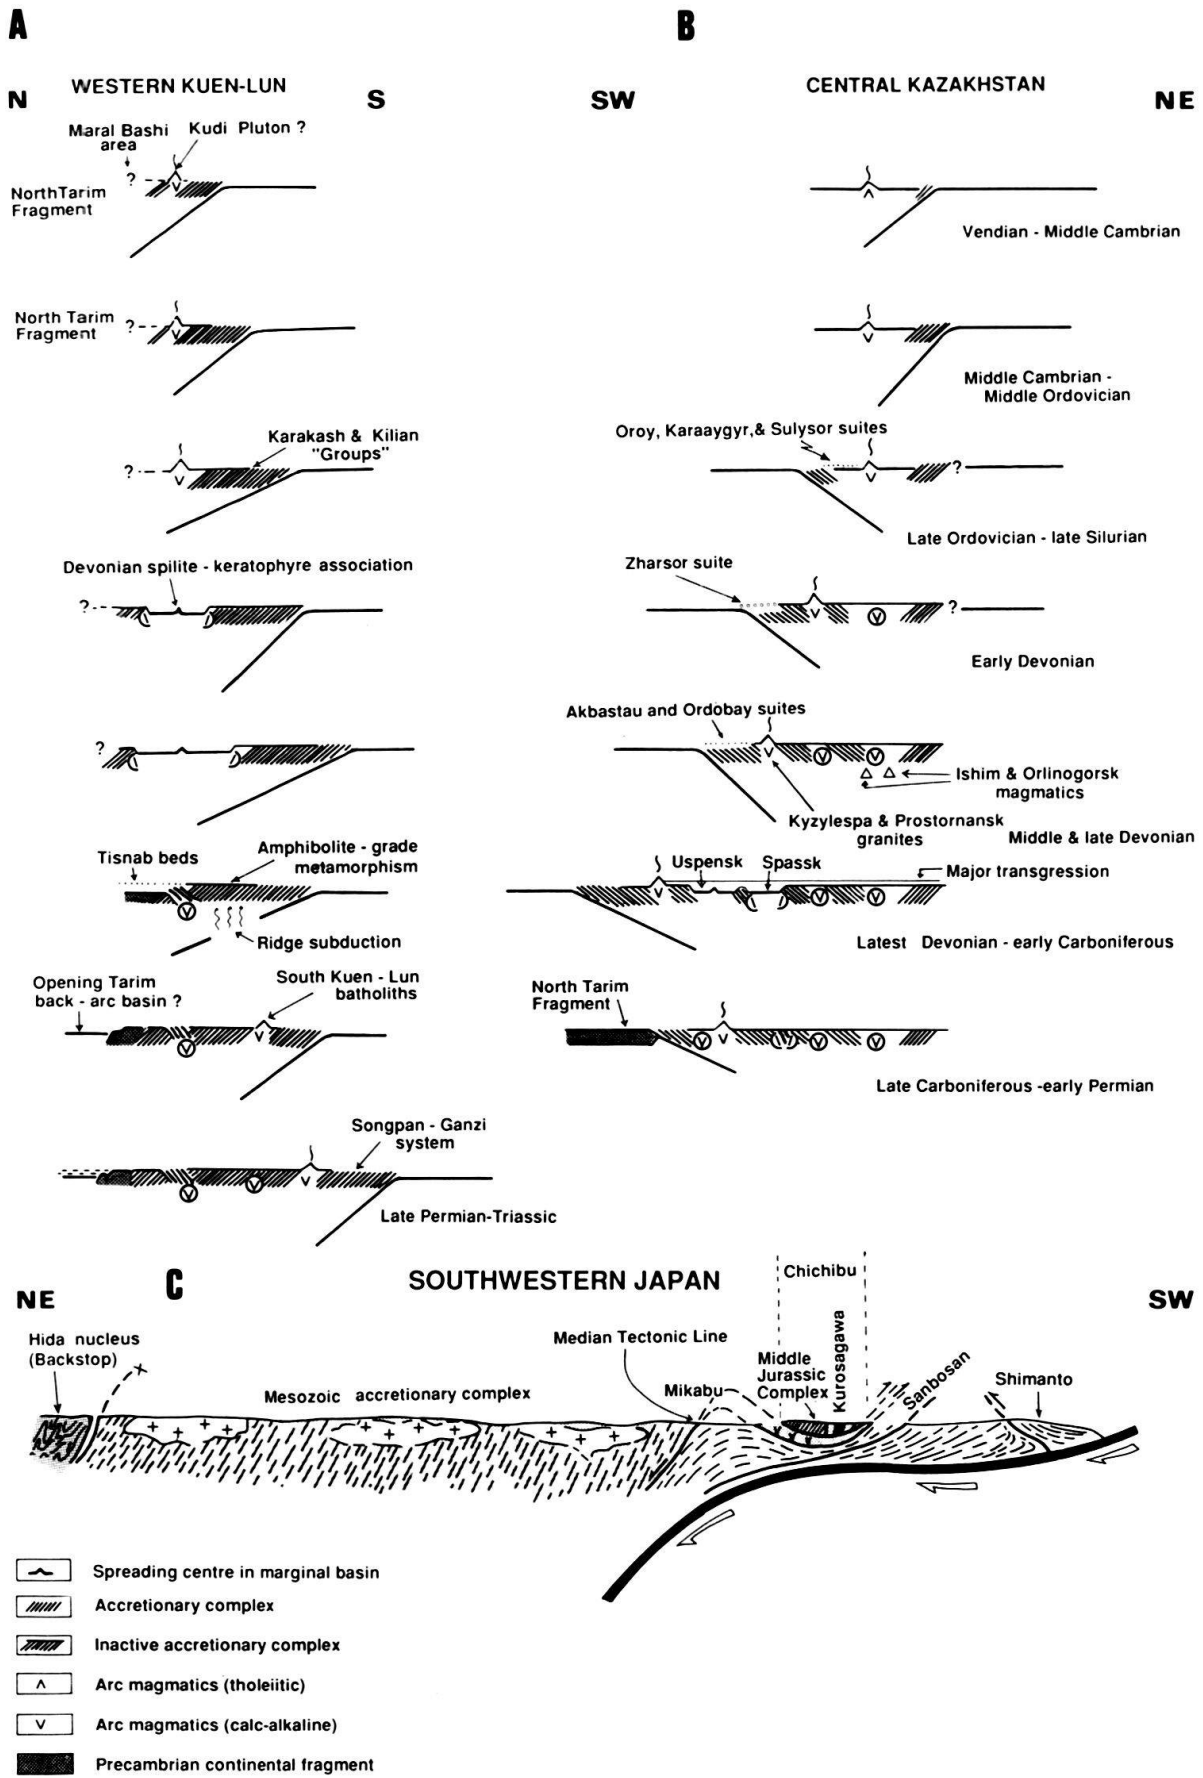 A
B
WESTERN KUEN-LUN
CENTRAL KAZAKHSTAN
N
S
SW
NE
Maral Bashi
area
Kudi Pluton ?
?
North Tarim
Fragment
Vendian - Middle Cambrian
North Tarim
Fragment
?
Middle Cambrian -
Middle Ordovician
Karakash & Kilian
"Groups"
?
Oroy, Karaaygyr,& Sulysor suites
?
Late Ordovician - late Silurian
Devonian spilite - keratophyre association
?
Zharsor suite
?
Early Devonian
?
Akbastau and Ordobay suites
Ishim & Orlinogorsk
magmatics
Kyzylespa & Prostornansk
granites
Middle & late Devonian
Tisnab beds
Amphibolite - grade
metamorphism
Ridge subduction
Uspensk
Spassk
Major transgression
Latest Devonian - early Carboniferous
Opening Tarim
back - arc basin ?
South Kuen - Lun
batholiths
North Tarim
Fragment
Late Carboniferous -early Permian
Songpan - Ganzi
system
Late Permian-Triassic
C
SOUTHWESTERN JAPAN
NE
SW
Hida nucleus
(Backstop)
Mesozoic accretionary complex
Median Tectonic Line
Mikabu
Chichibu
Middle
Jurassic
Complex
Kurosagawa
Sanbosan
Shimanto
Spreading centre in marginal basin
Accretionary complex
Inactive accretionary complex
Arc magmatics (tholeiitic)
Arc magmatics (calc-alkaline)
Precambrian continental fragment